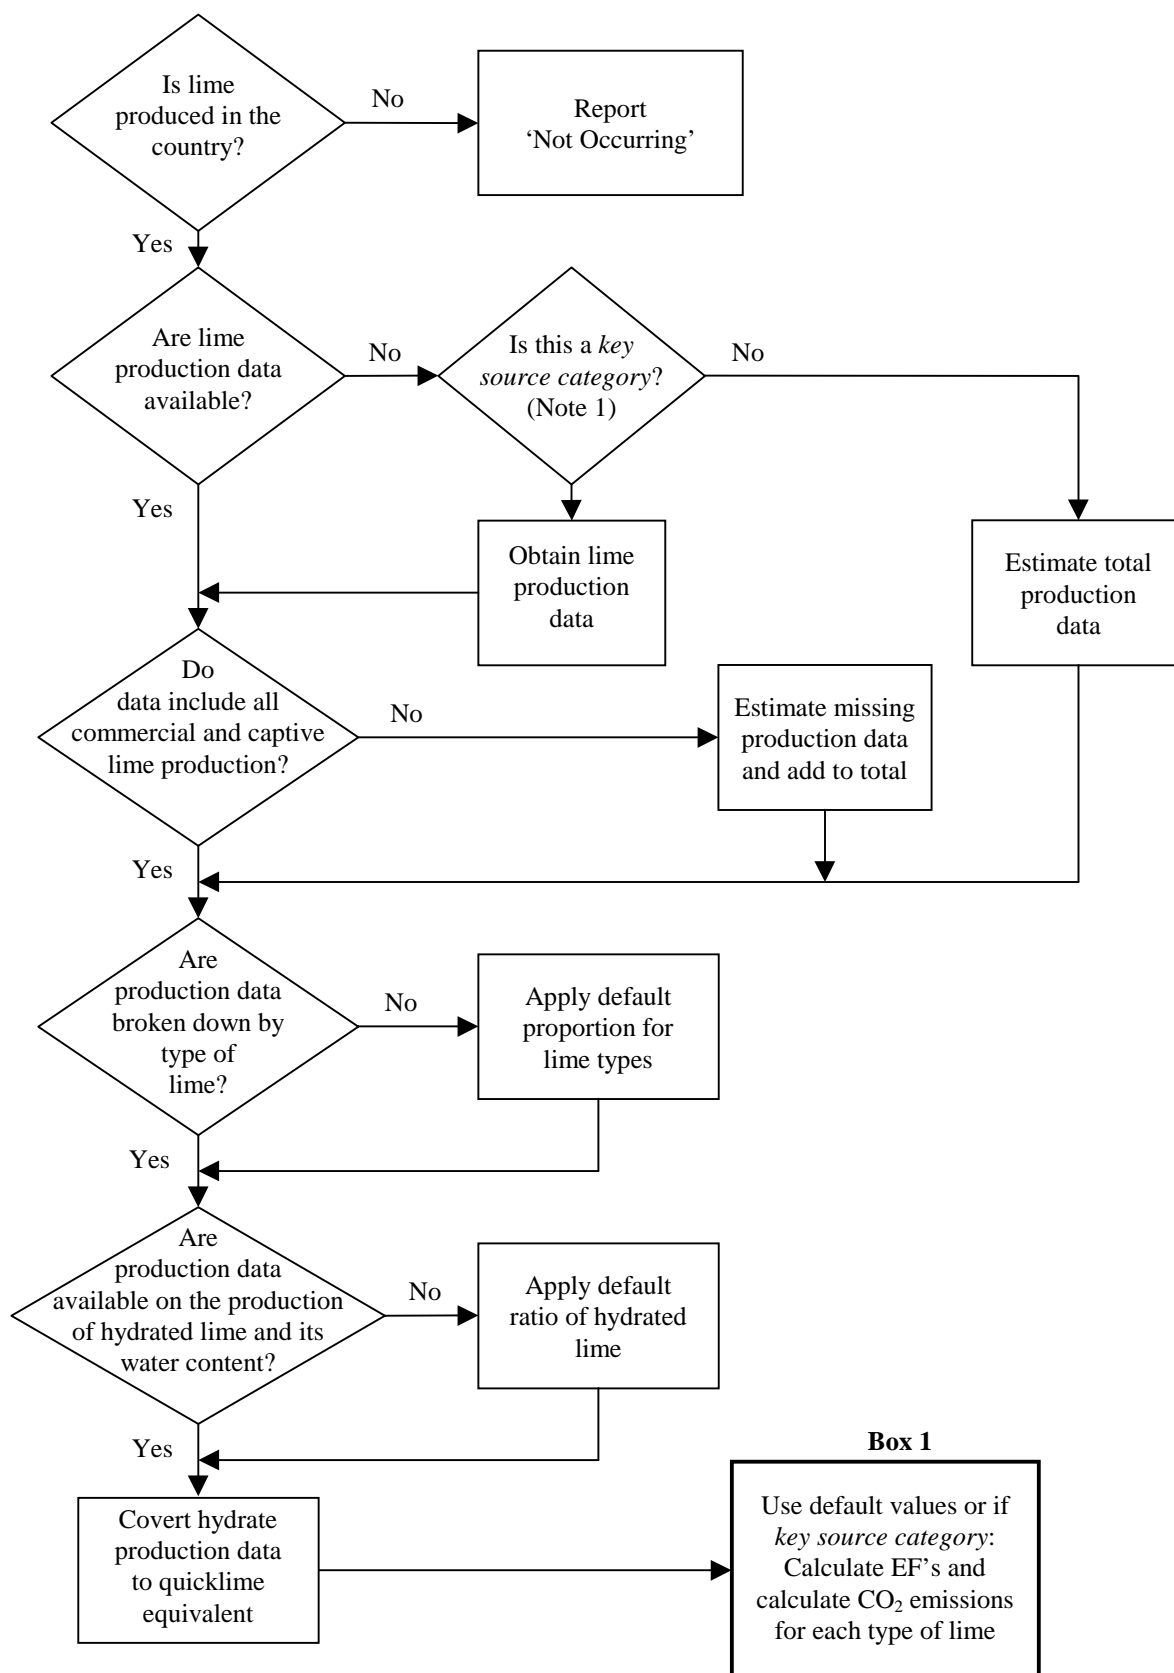 Is lime
produced in the
country?
No
Report
‘Not Occurring’
Yes
Are lime
production data
available?
No
Is this a key
source category?
(Note 1)
No
Yes
Obtain lime
production
data
Estimate total
production
data
Do
data include all
commercial and captive
lime production?
No
Estimate missing
production data
and add to total
Yes
Are
production data
broken down by
type of
lime?
No
Apply default
proportion for
lime types
Yes
Are
production data
available on the production
of hydrated lime and its
water content?
No
Apply default
ratio of hydrated
lime
Yes
Covert hydrate
production data
to quicklime
equivalent
Box 1
Use default values or if
key source category:
Calculate EF’s and
calculate CO₂ emissions
for each type of lime